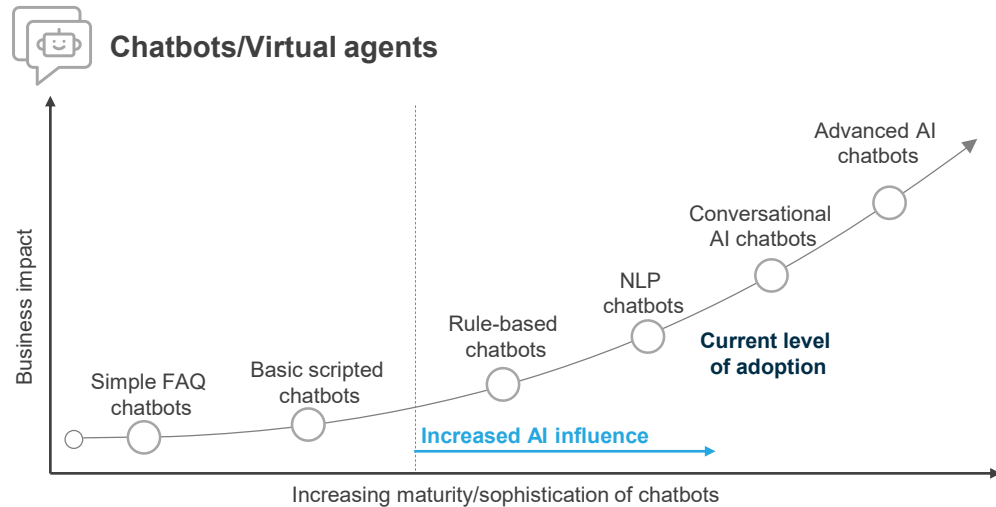 Chatbots/Virtual agents
Advanced AI
chatbots
Conversational
AI chatbots
NLP
chatbots
Rule-based
chatbots
Current level
of adoption
Basic scripted
chatbots
Simple FAQ
chatbots
Business impact
Increased AI influence
Increasing maturity/sophistication of chatbots